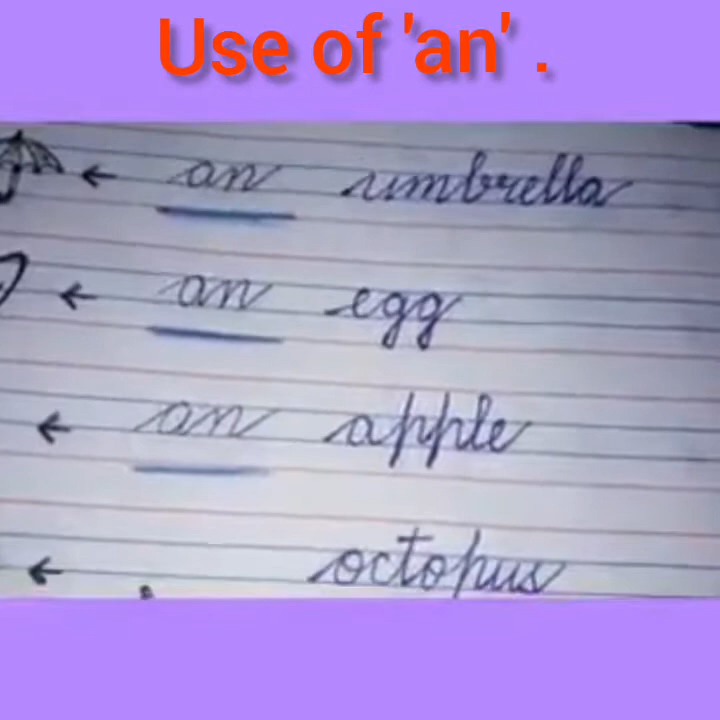 Use of 'an' .
← an umbrella
← an egg
← an apple
← octopus